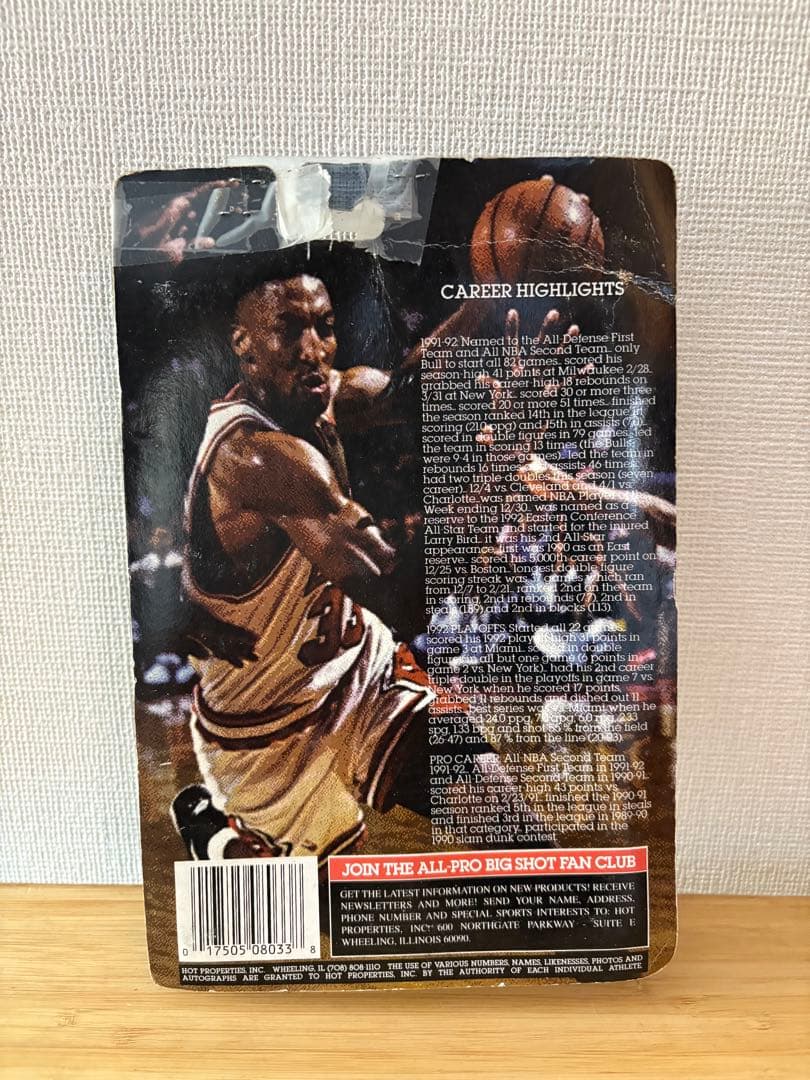 CAREER HIGHLIGHTS
1991-92 Named to the All-Defense First
Team and All NBA Second Team.. only
Bull to start all 82 games.. scored his
season-high 41 points at Milwaukee 2/28..
grabbed his career-high 18 rebounds on
3/31 at New York.. scored 30 or more three
times.. scored 20 or more 51 times.. finished
the season ranked 14th in the league in
scoring (21.0 ppg) and 15th in assists (7.0)
scored in double figures in 79 games.. led
the team in scoring 13 times (the Bulls
were 9-4 in those games).. led the team in
rebounds 16 times and assists 46 times
had two triple doubles this season (seven
career).. 12/4 vs. Cleveland and 4/1 vs.
Charlotte..was named NBA Player of the
Week ending 12/30.. was named as a
reserve to the 1992 Eastern Conference
All-Star Team and started for the injured
Larry Bird.. it was his 2nd All-Star
appearance, first was 1990 as an East
reserve.. scored his 5,000th career point on
12/25 vs. Boston.. long double figure
scoring streak was games which ran
from 12/7 to 2/21.. ranked 2nd on the team
in scoring, 2nd in rebounds (7.7), 2nd in
steals (1.89) and 2nd in blocks (1.13).
1992 PLAYOFFS Started all 22 games
scored his 1992 playoff-high 31 points in
game 3 at Miami.. scored in double
figures in all but one game (6 points in
game 2 vs. New York).. had his 2nd career
triple-double in the playoffs in game 7 vs.
New York when he scored 17 points,
grabbed 11 rebounds and dished out 11
assists.. best series was vs. Miami when he
averaged 24.0 ppg, rpg, 6.0 apg, 2.33
spg, 1.33 bpg and shot 55 % from the field
(26-47) and 87 % from the line (20-23).
PRO CAREER All NBA Second Team
1991-92.. All-Defense First Team in 1991-92
and All-Defense Second Team in 1990-91..
scored his career-high 43 points vs.
Charlotte on 2/23/91.. finished the 1990-91
season ranked 5th in the league in steals
and finished 3rd in the league in 1989-90
in that category.. participated in the
1990 slam dunk contest.
JOIN THE ALL-PRO BIG SHOT FAN CLUB
GET THE LATEST INFORMATION ON NEW PRODUCTS! RECEIVE
NEWSLETTERS AND MORE! SEND YOUR NAME, ADDRESS,
PHONE NUMBER AND SPECIAL SPORTS INTERESTS TO: HOT
PROPERTIES, INC. 600 NORTHGATE PARKWAY - SUITE E
WHEELING, ILLINOIS 60090.
0 17505 08033 8
HOT PROPERTIES, INC. WHEELING, IL (708) 808-1110 THE USE OF VARIOUS NUMBERS, NAMES, LIKENESSES, PHOTOS AND
AUTOGRAPHS ARE GRANTED TO HOT PROPERTIES, INC. BY THE AUTHORITY OF EACH INDIVIDUAL ATHLETE.